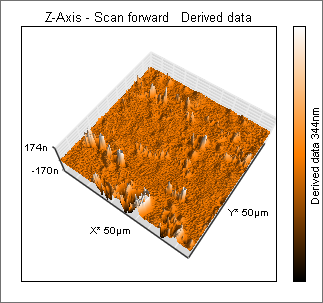 Z-Axis - Scan forward   Derived data
174n
-170n
X* 50µm
Y* 50µm
Derived data 344nm